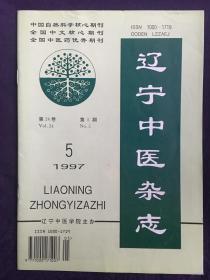 中国自然科学核心期刊
全国中文核心期刊
全国中医药优秀期刊
ISSN 1000-1719
CODEN LZZAEJ
辽宁中医杂志
第24卷 第5期
Vol.24 No.5
5
1997
LIAONING
ZHONGYIZAZHI
辽宁中医学院主办
ISSN 1000-1719